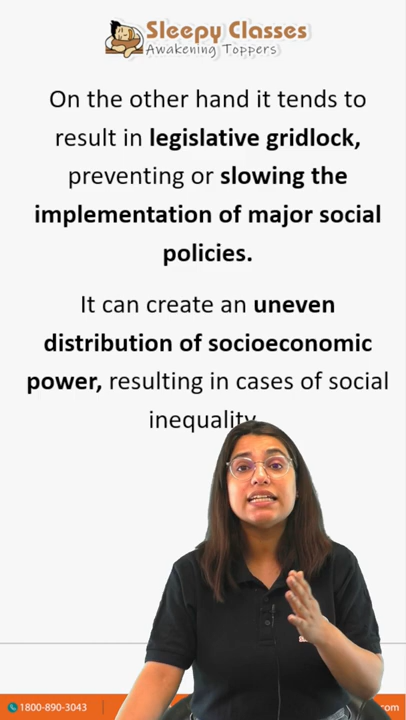 Sleepy Classes
Awakening Toppers
On the other hand it tends to
result in legislative gridlock,
preventing or slowing the
implementation of major social
policies.
It can create an uneven
distribution of socioeconomic
power, resulting in cases of social
inequality
1800-890-3043
com